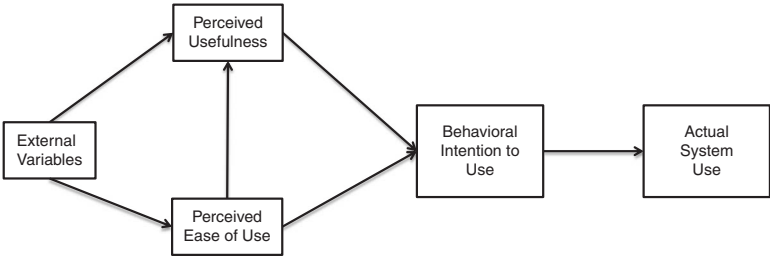 Perceived
Usefulness
External
Variables
Perceived
Ease of Use
Behavioral
Intention to
Use
Actual
System
Use